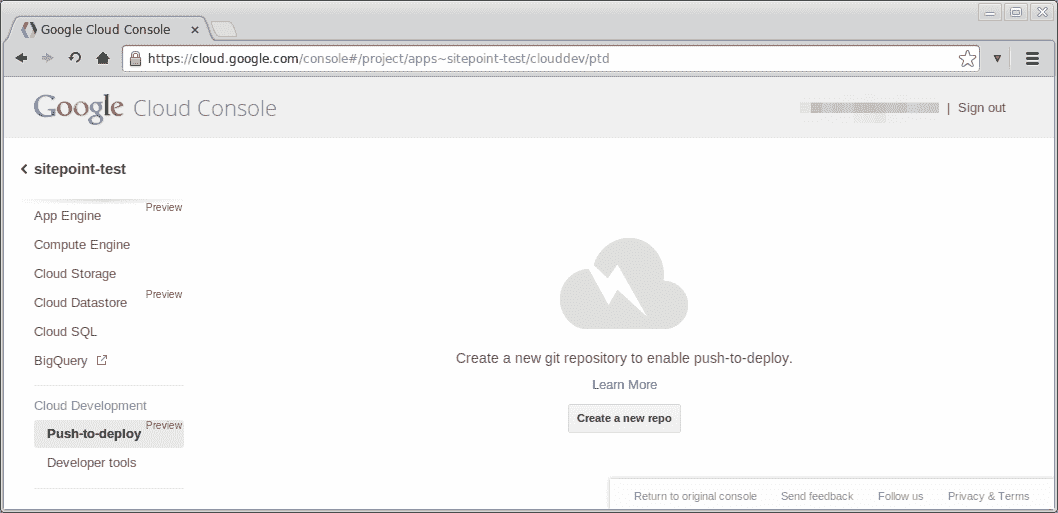 Google Cloud Console
https://cloud.google.com/console#/project/apps~sitepoint-test/clouddev/ptd
Google Cloud Console
| Sign out
sitepoint-test
Preview
App Engine
Compute Engine
Cloud Storage
Preview
Cloud Datastore
Cloud SQL
BigQuery
Cloud Development
Preview
Push-to-deploy
Developer tools
Create a new git repository to enable push-to-deploy.
Learn More
Create a new repo
Return to original console Send feedback Follow us Privacy & Terms